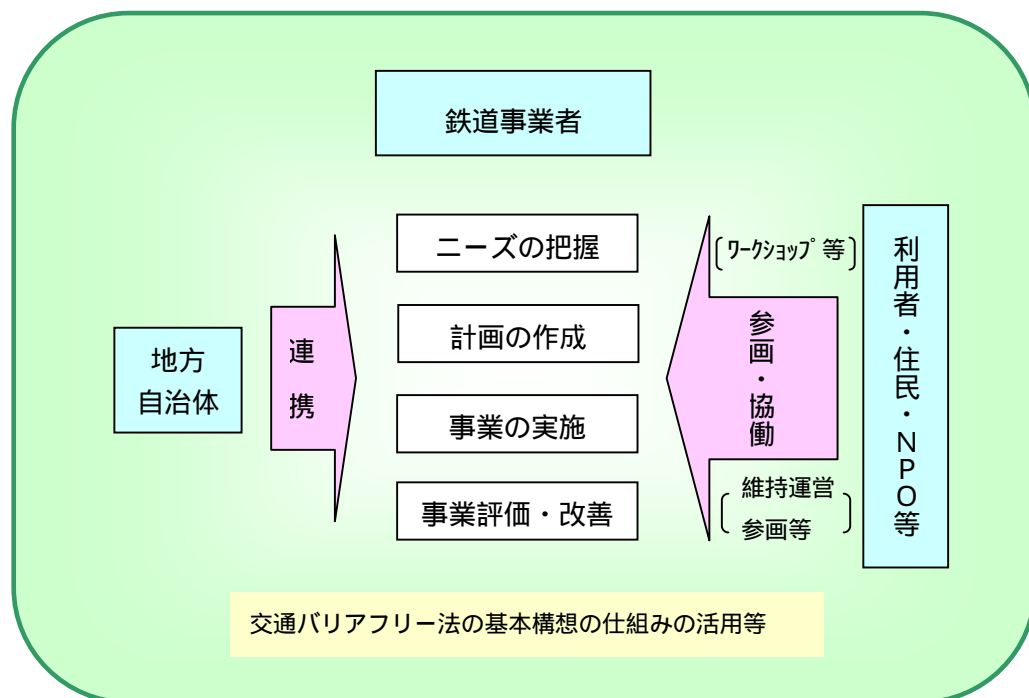 鉄道事業者
ニーズの把握
計画の作成
事業の実施
事業評価・改善
地方
自治体
連
携
ワークショップ等
参画・協働
維持運営
参画等
利用者・住民・NPO等
交通バリアフリー法の基本構想の仕組みの活用等